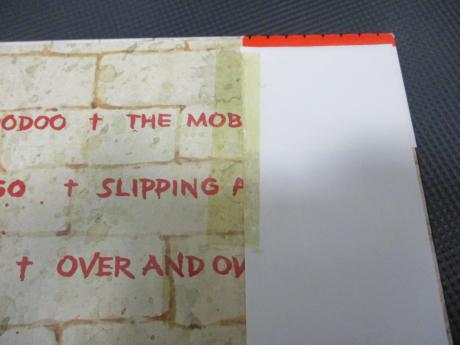 ODOO † THE MOB
SO † SLIPPING A
† OVER AND OV